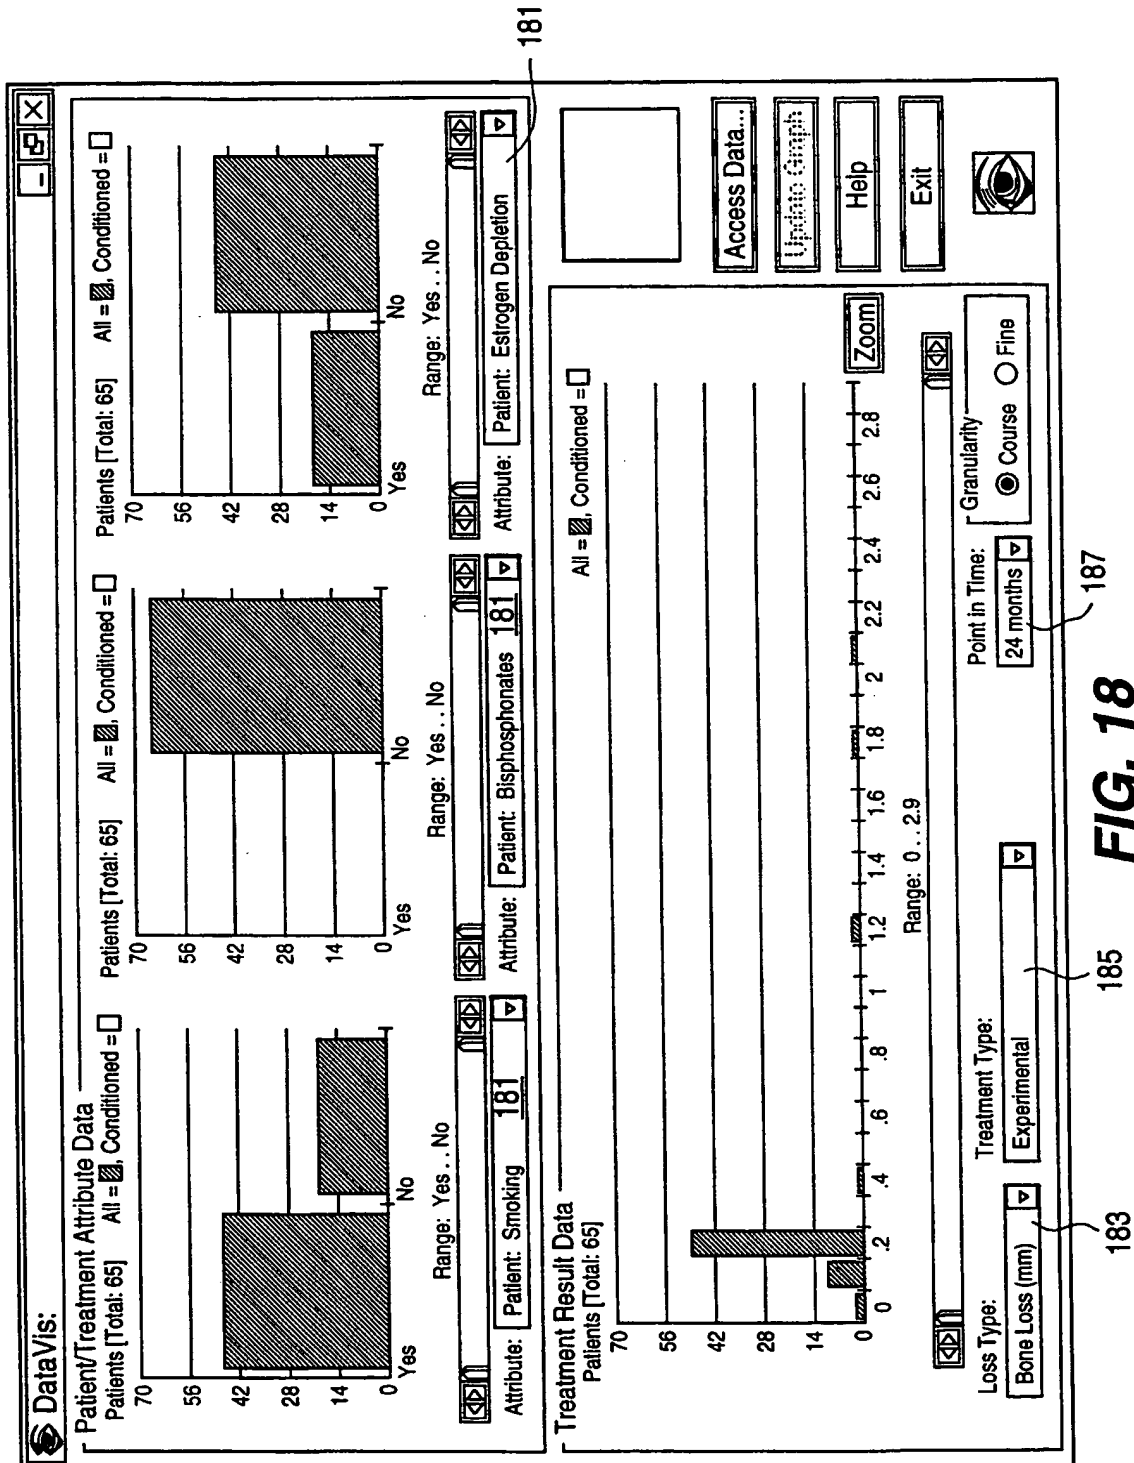 DataVis:
Patient/Treatment Attribute Data
Patients [Total: 65] All = , Conditioned =
70
56
42
28
14
0
Yes No
Range: Yes . . No
Attribute: Patient: Smoking
181
Patients [Total: 65] All = , Conditioned =
70
56
42
28
14
0
Yes No
Range: Yes . . No
Attribute: Patient: Bisphosphonates
181
Patients [Total: 65] All = , Conditioned =
70
56
42
28
14
0
Yes No
Range: Yes . . No
Attribute: Patient: Estrogen Depletion
181
Treatment Result Data
Patients [Total: 65] All = , Conditioned =
70
56
42
28
14
0
0 .2 .4 .6 .8 1 1.2 1.4 1.6 1.8 2 2.2 2.4 2.6 2.8
Zoom
Range: 0 . . 2.9
Loss Type: Treatment Type: Point in Time: Granularity
Bone Loss (mm) Experimental 24 months Course Fine
183 185 187
Access Data...
Update Graph
Help
Exit
FIG. 18